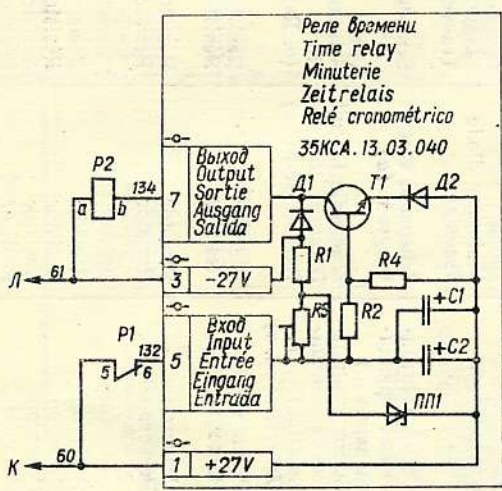 Реле времени
Time relay
Minuterie
Zeitrelais
Relé cronométrico
35КСА.13.03.040
P2
a
b
134
7
Выход
Output
Sortie
Ausgang
Salida
Д1
T1
Д2
Л
61
3
-27V
R1
R4
P1
5
6
132
5
Вход
Input
Entrée
Eingang
Entrada
R3
R2
+C1
+C2
ПП1
К
60
1
+27V